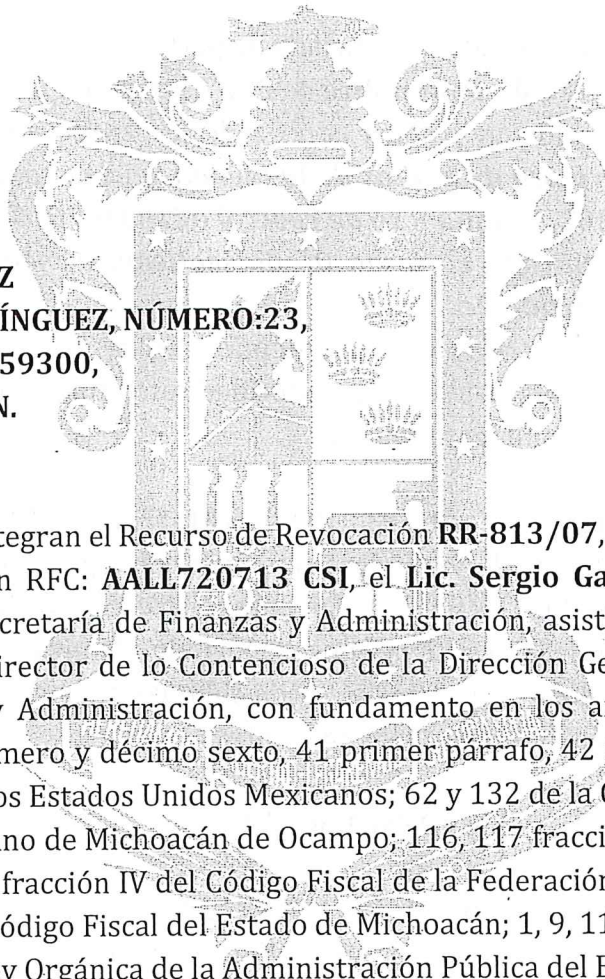 Z
ÍNGUEZ, NÚMERO:23,
59300,
N.
tegran el Recurso de Revocación RR-813/07,
n RFC: AALL720713 CSI, el Lic. Sergio Ga
cretaría de Finanzas y Administración, asist
irector de lo Contencioso de la Dirección Ge
y Administración, con fundamento en los a
mero y décimo sexto, 41 primer párrafo, 42
os Estados Unidos Mexicanos; 62 y 132 de la C
ano de Michoacán de Ocampo; 116, 117 fracci
fracción IV del Código Fiscal de la Federación
ódigo Fiscal del Estado de Michoacán; 1, 9, 11
y Orgánica de la Administración Pública del E